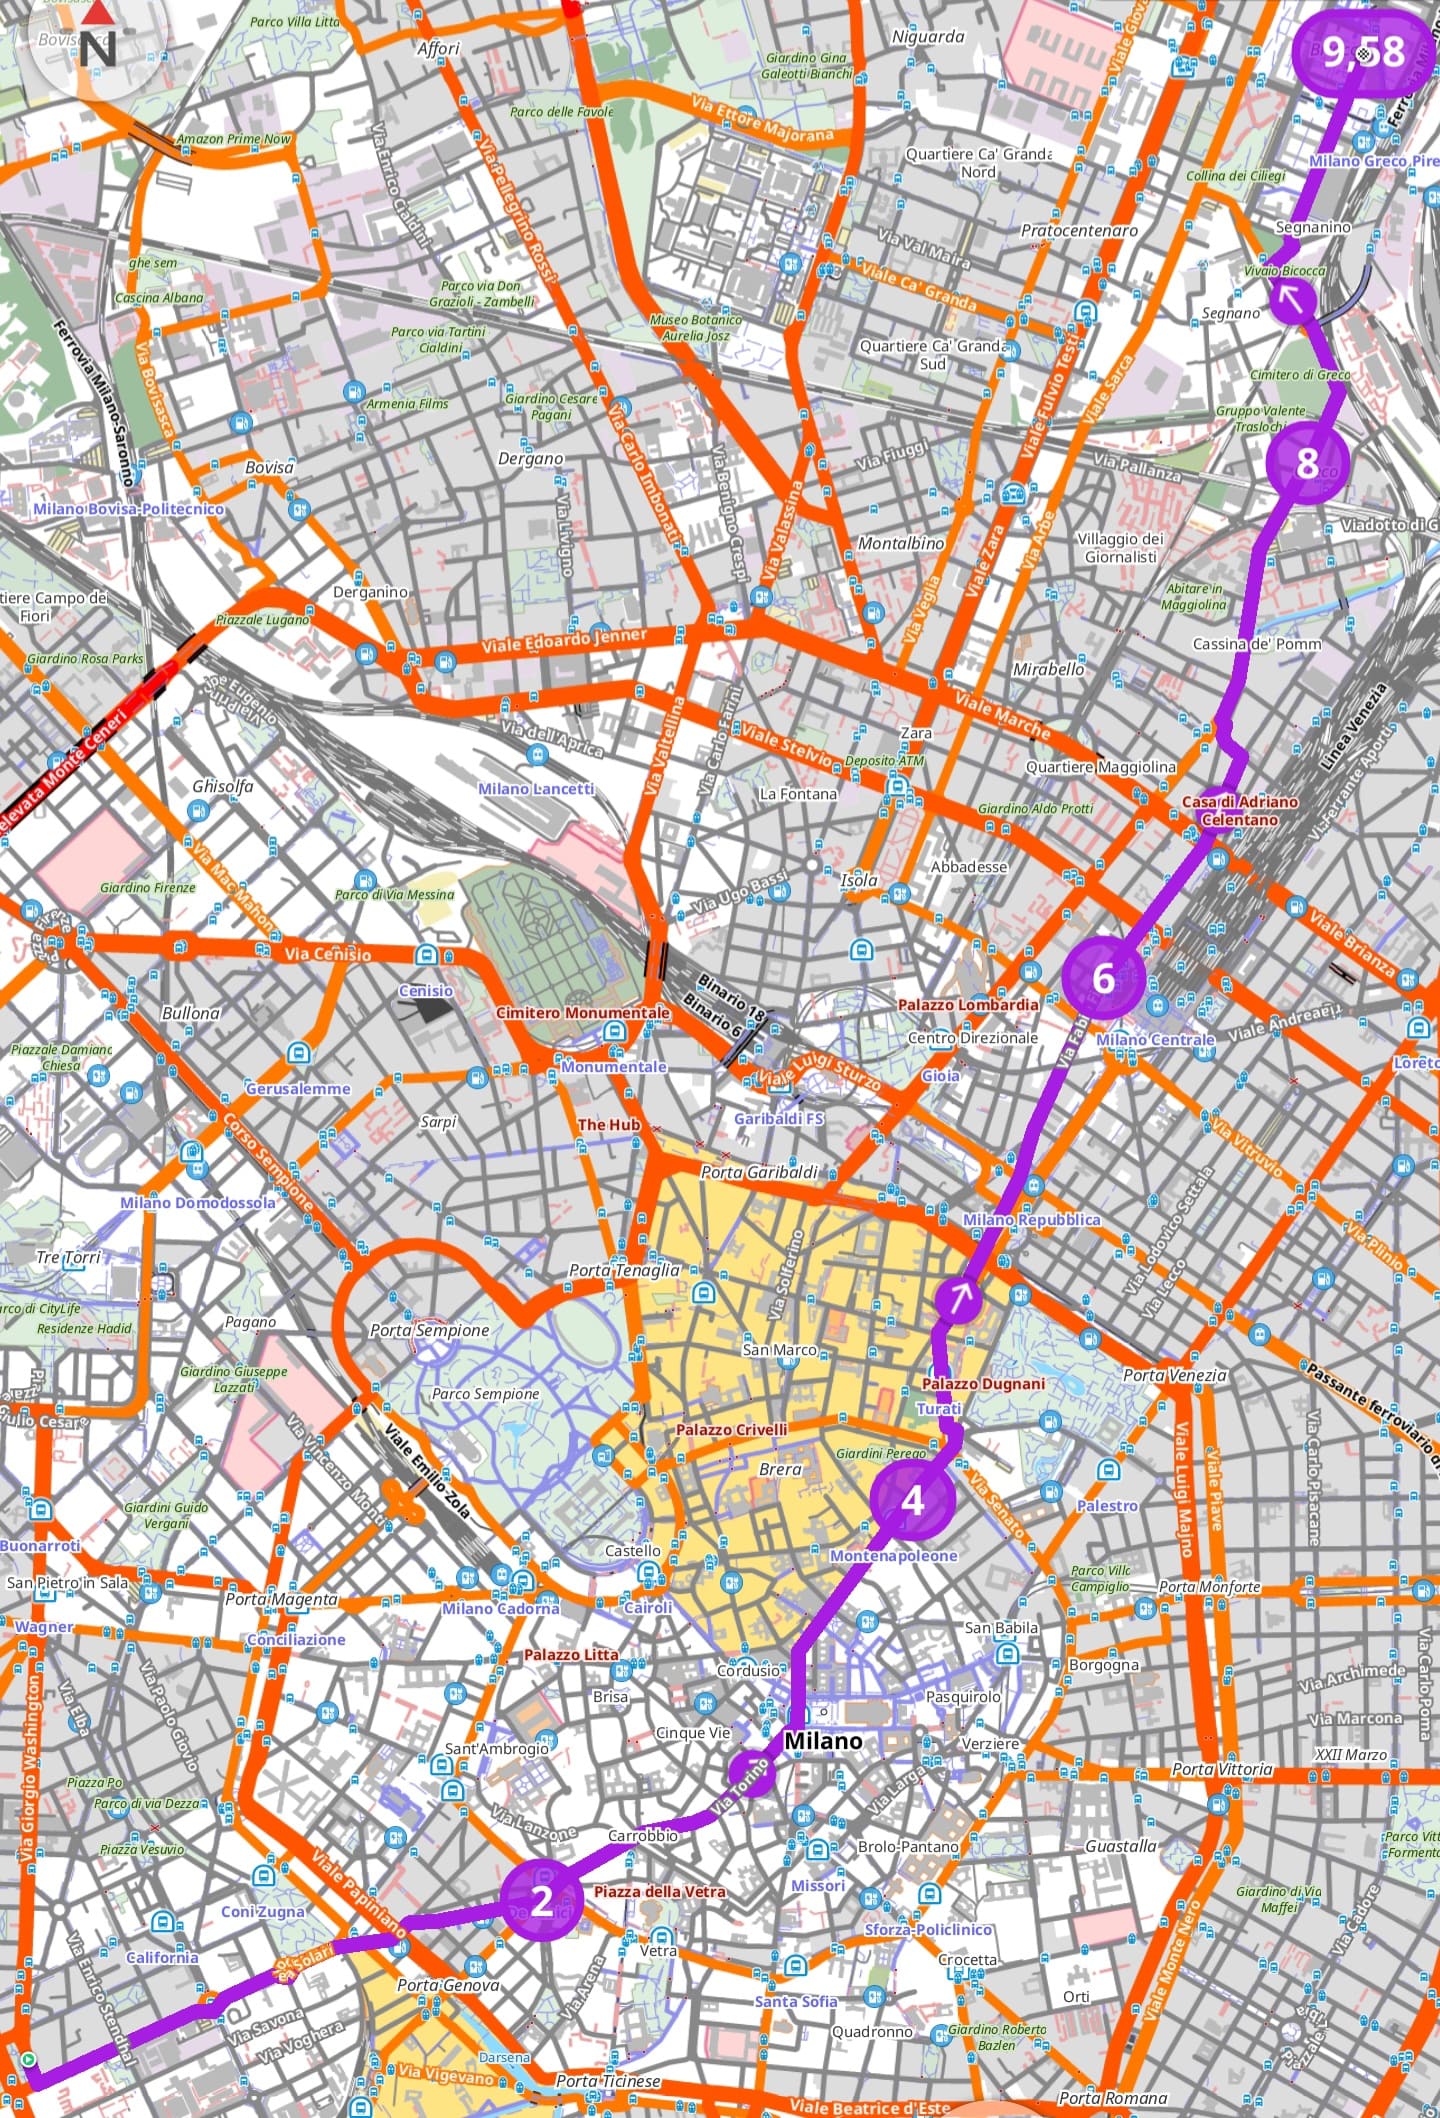 N
Parco Villa Litta
Affori
Niguarda
9,58
Giardino Gina
Galeotti Bianchi
Parco delle Favole
Via Ettore Majorana
Amazon Prime Now
Via Enrico Cialdini
Via Pellegrino Rossi
Quartiere Ca' Granda
Nord
Milano Greco Pire
Collina dei Ciliegi
Segnanino
Pratocentenaro
Via Val Maira
ghe sem
Cascina Albana
Viale Ca' Granda
Vivaio Bicocca
Segnano
Parco via Don
Grazioli - Zambelli
Museo Botanico
Aurelia Josz
Parco via Tartini
Cialdini
Quartiere Ca' Granda
Sud
Ferrovia Milano-Saronno
Via Bovisasca
Viale Fulvio Testi
Viale Sarca
Cimitero di Greco
Armenia Films
Giardino Cesare
Pagani
Gruppo Valente
Traslochi
Via Carlo Imbonati
Via Benigno Crespi
Via Fiuggi
Bovisa
Dergano
Via Pallanza
8
Milano Bovisa-Politecnico
Via Livigno
Via Valassina
Montalbino
Viale Zara
Via Arbe
Villaggio dei
Giornalisti
Viadotto di G
tiere Campo dei
Fiori
Derganino
Piazzale Lugano
Abitare in
Maggiolina
Via Veglia
Viale Edoardo Jenner
Cassina de' Pomm
Giardino Rosa Parks
Mirabello
Via Valtellina
Via Carlo Farini
Viale Marche
Via dell'Aprica
Viale Stelvio
Zara
Deposito ATM
Quartiere Maggiolina
Linea Venezia
Via Ferrante Aporti
elevata Monte Ceneri
Ghisolfa
Milano Lancetti
La Fontana
Giardino Aldo Protti
Casa di Adriano
Celentano
Via Mac Mahon
Giardino Firenze
Parco di Via Messina
Via Ugo Bassi
Isola
Abbadesse
Viale Brianza
Via Cenisio
Cenisio
6
Binario 18
Binario 6
Palazzo Lombardia
Bullona
Cimitero Monumentale
Centro Direzionale
Viale Andrea
Via Fab
Milano Centrale
Piazzale Damiano
Chiesa
Monumentale
Viale Luigi Sturzo
Gioia
Loreto
Gerusalemme
Sarpi
The Hub
Garibaldi FS
Corso Sempione
Via Vitruvio
Porta Garibaldi
Milano Domodossola
Via Lodovico Settala
Milano Repubblica
Via Plinio
Tre Torri
Porta Tenaglia
Via Solferino
Via Lecco
arco di CityLife
Residenze Hadid
Pagano
Porta Sempione
San Marco
Giardino Giuseppe
Lazzati
Parco Sempione
Palazzo Dugnani
Porta Venezia
Passante ferroviario d
Giulio Cesare
Turati
Palazzo Crivelli
Via Vincenzo Monti
Viale Emilio Zola
Brera
Giardini Perego
Viale Luigi Majno
Viale Piave
Via Carlo Pisacane
Giardini Guido
Vergani
4
Via Senato
Palestro
Buonarroti
Castello
Montenapoleone
San Pietro in Sala
Parco Villa
Campiglio
Porta Monforte
Porta Magenta
Milano Cadorna
Cairoli
Wagner
Conciliazione
San Babila
Palazzo Litta
Cordusio
Borgogna
Via Giorgio Washington
Via Elba
Via Paolo Giovio
Brisa
Pasquirolo
Via Archimede
Via Carlo Poma
Cinque Vie
Milano
Verziere
Via Marcona
Sant'Ambrogio
XXII Marzo
Porta Vittoria
Piazza Po
Parco di via Dezza
Via Torino
Via Larga
Piazza Vesuvio
Via Lanzone
Carrobbio
Brolo-Pantano
Guastalla
Parco Vitt
Formento
Viale Papiniano
2
Piazza della Vetra
Missori
Giardino di Via
Maffei
Via Cadore
Coni Zugna
Sforza-Policlinico
California
Solari
Vetra
Crocetta
Via Enrico Stendhal
Porta Genova
Via Arena
Santa Sofia
Orti
Viale Monte Nero
Via Savona
Via Voghera
Quadronno
Giardino Roberto
Bazlen
Darsena
Via Vigevano
Porta Ticinese
Porta Romana
Viale Beatrice d'Este